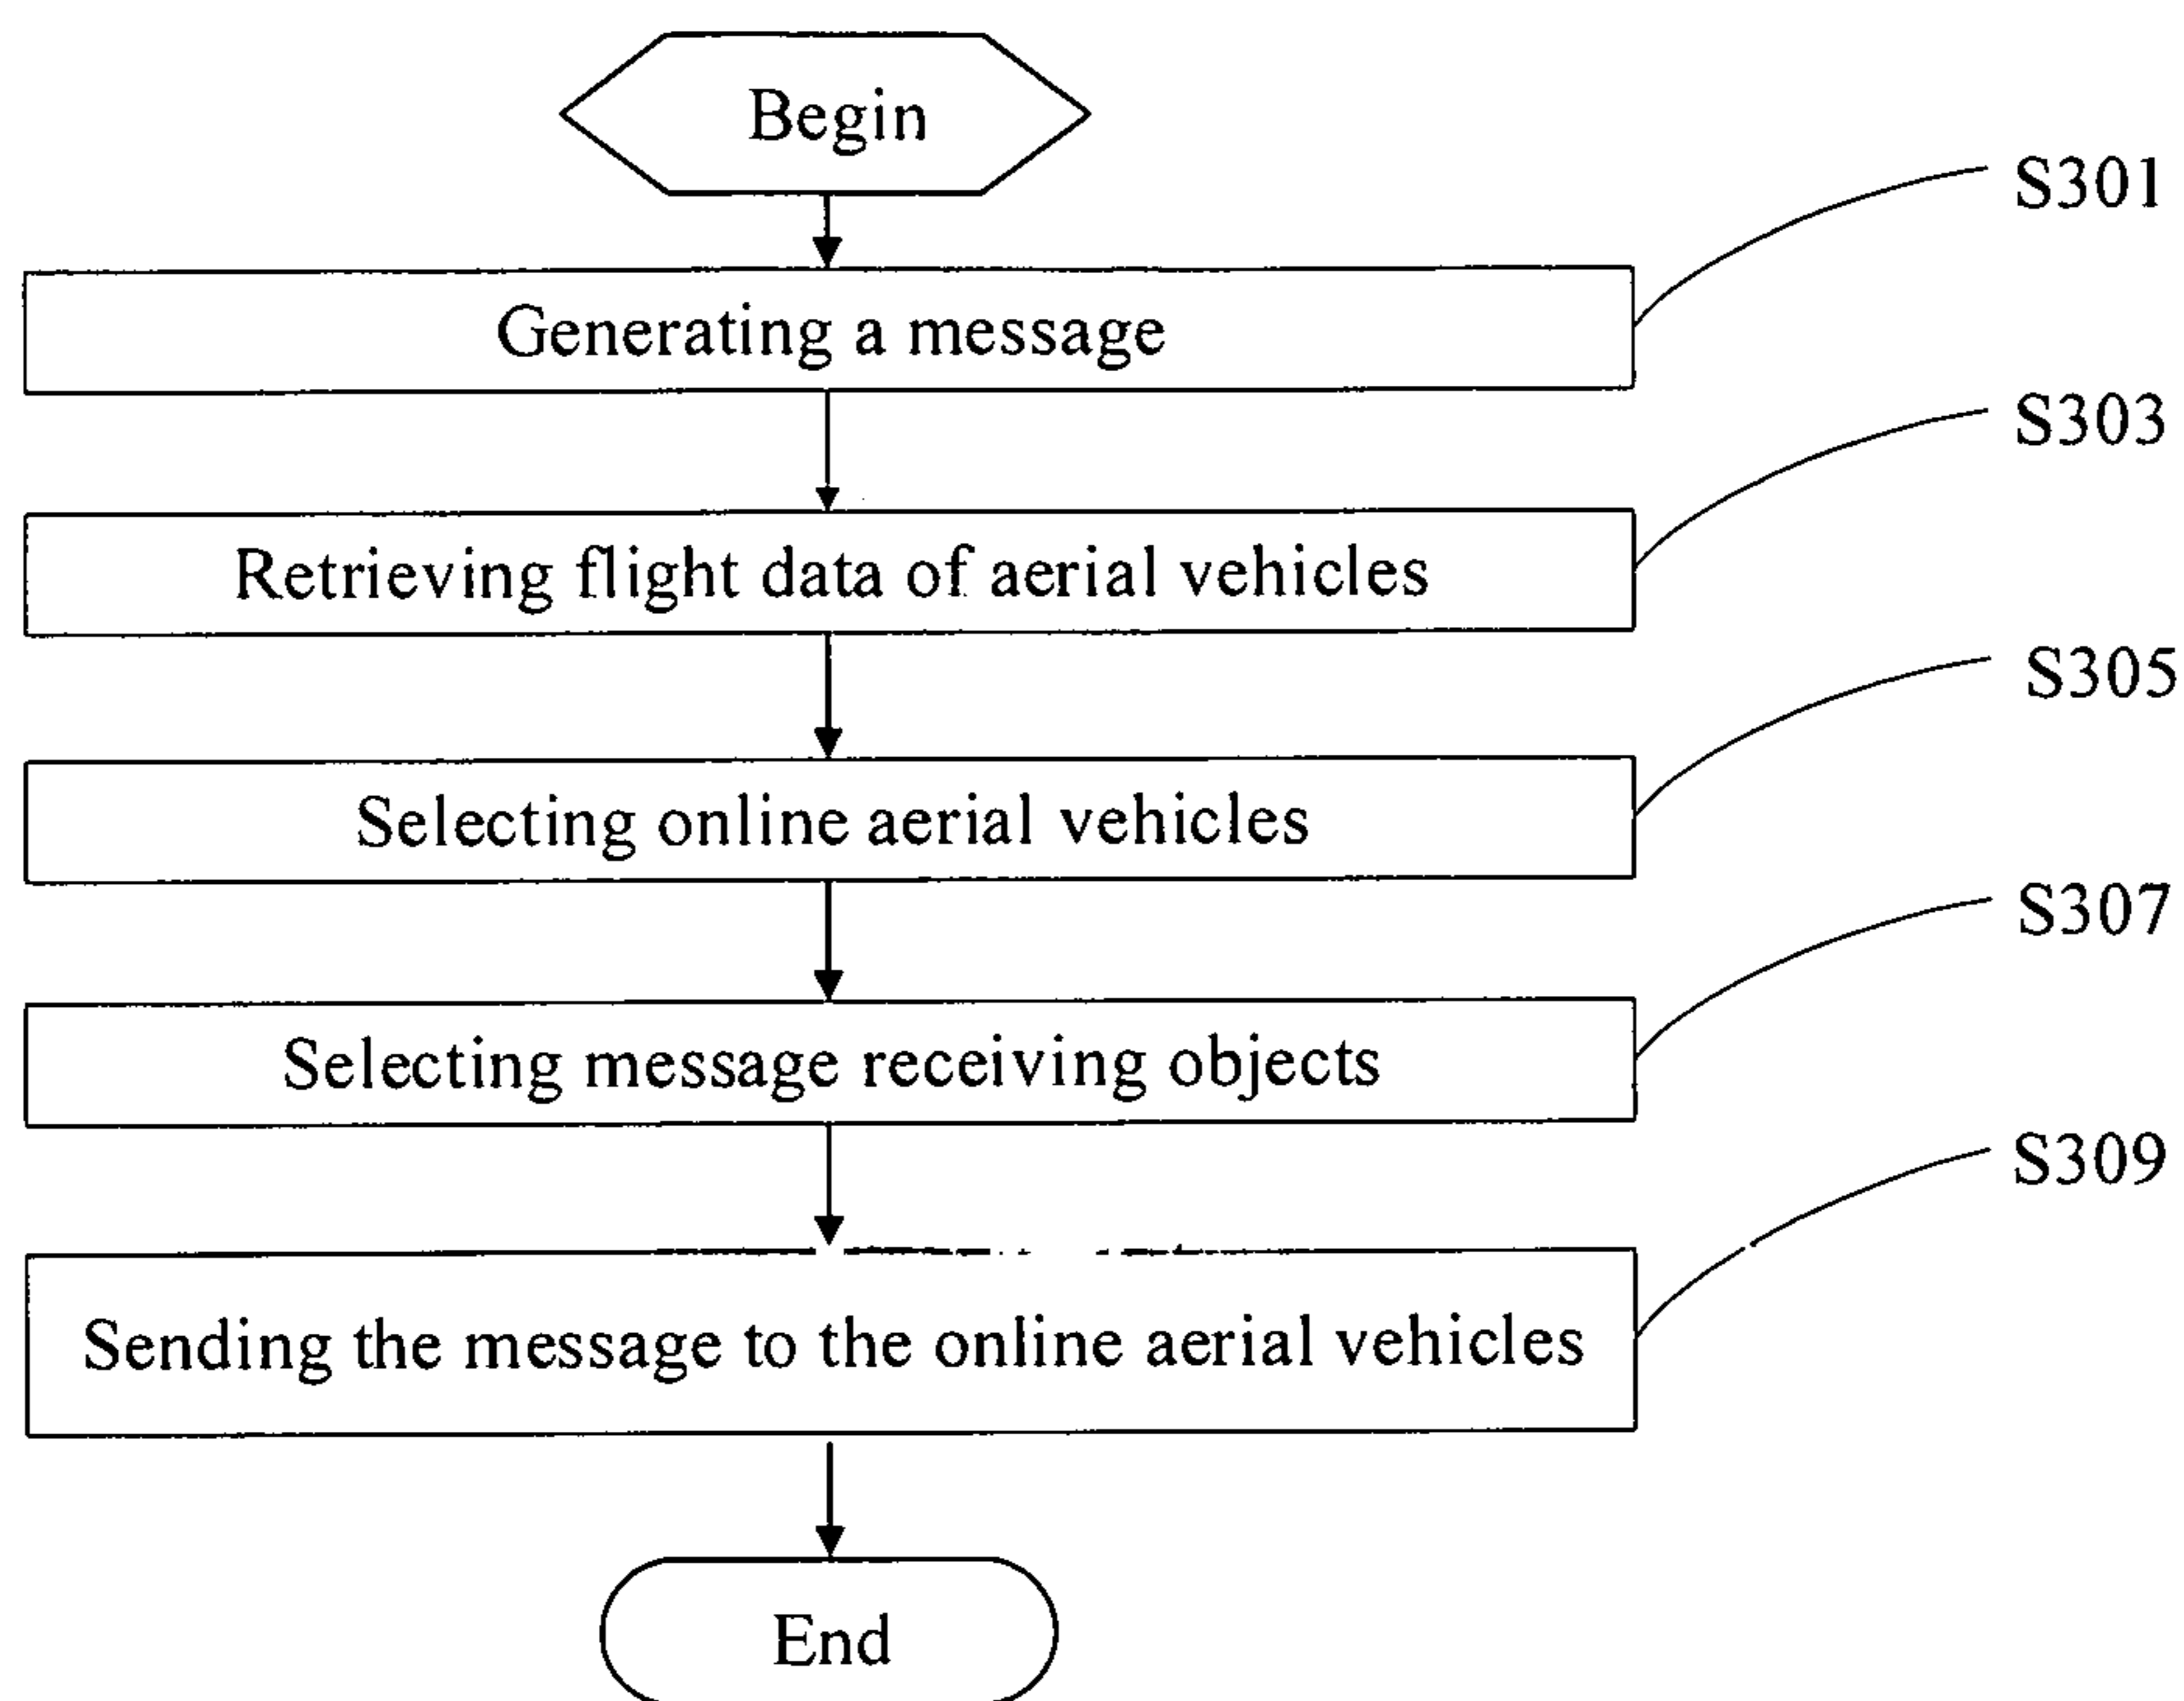 Begin
S301
Generating a message
S303
Retrieving flight data of aerial vehicles
S305
Selecting online aerial vehicles
S307
Selecting message receiving objects
S309
Sending the message to the online aerial vehicles
End